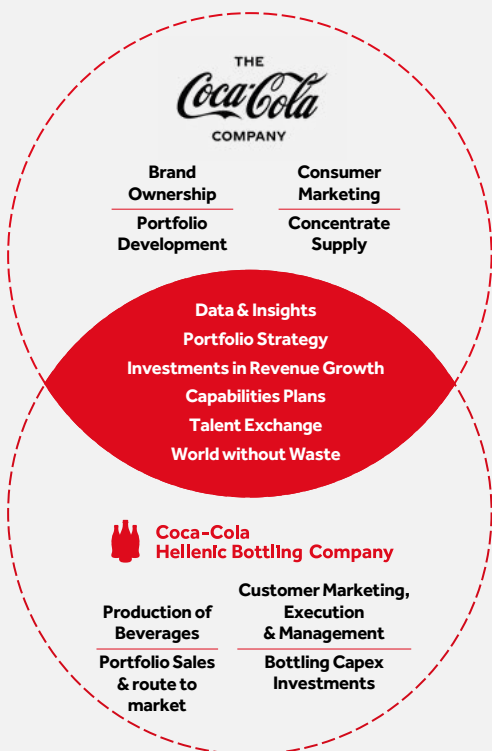 THE
Coca-Cola
COMPANY
Brand
Ownership
Portfolio
Development
Consumer
Marketing
Concentrate
Supply
Data & Insights
Portfolio Strategy
Investments in Revenue Growth
Capabilities Plans
Talent Exchange
World without Waste
Coca-Cola
Hellenic Bottling Company
Production of
Beverages
Portfolio Sales
& route to
market
Customer Marketing,
Execution
& Management
Bottling Capex
Investments